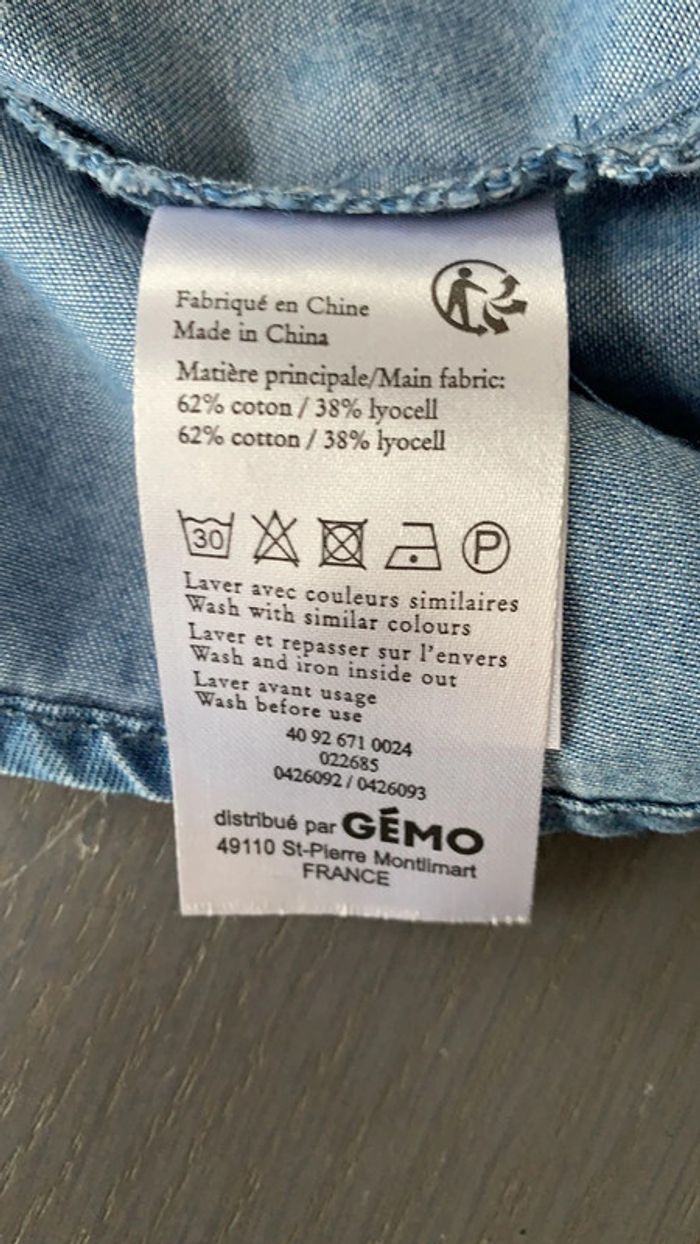 Fabriqué en Chine
Made in China
Matière principale/Main fabric:
62% coton / 38% lyocell
62% cotton / 38% lyocell
30
P
Laver avec couleurs similaires
Wash with similar colours
Laver et repasser sur l'envers
Wash and iron inside out
Laver avant usage
Wash before use
40 92 671 0024
022685
0426092 / 0426093
distribué par GÉMO
49110 St-Pierre Montlimart
FRANCE